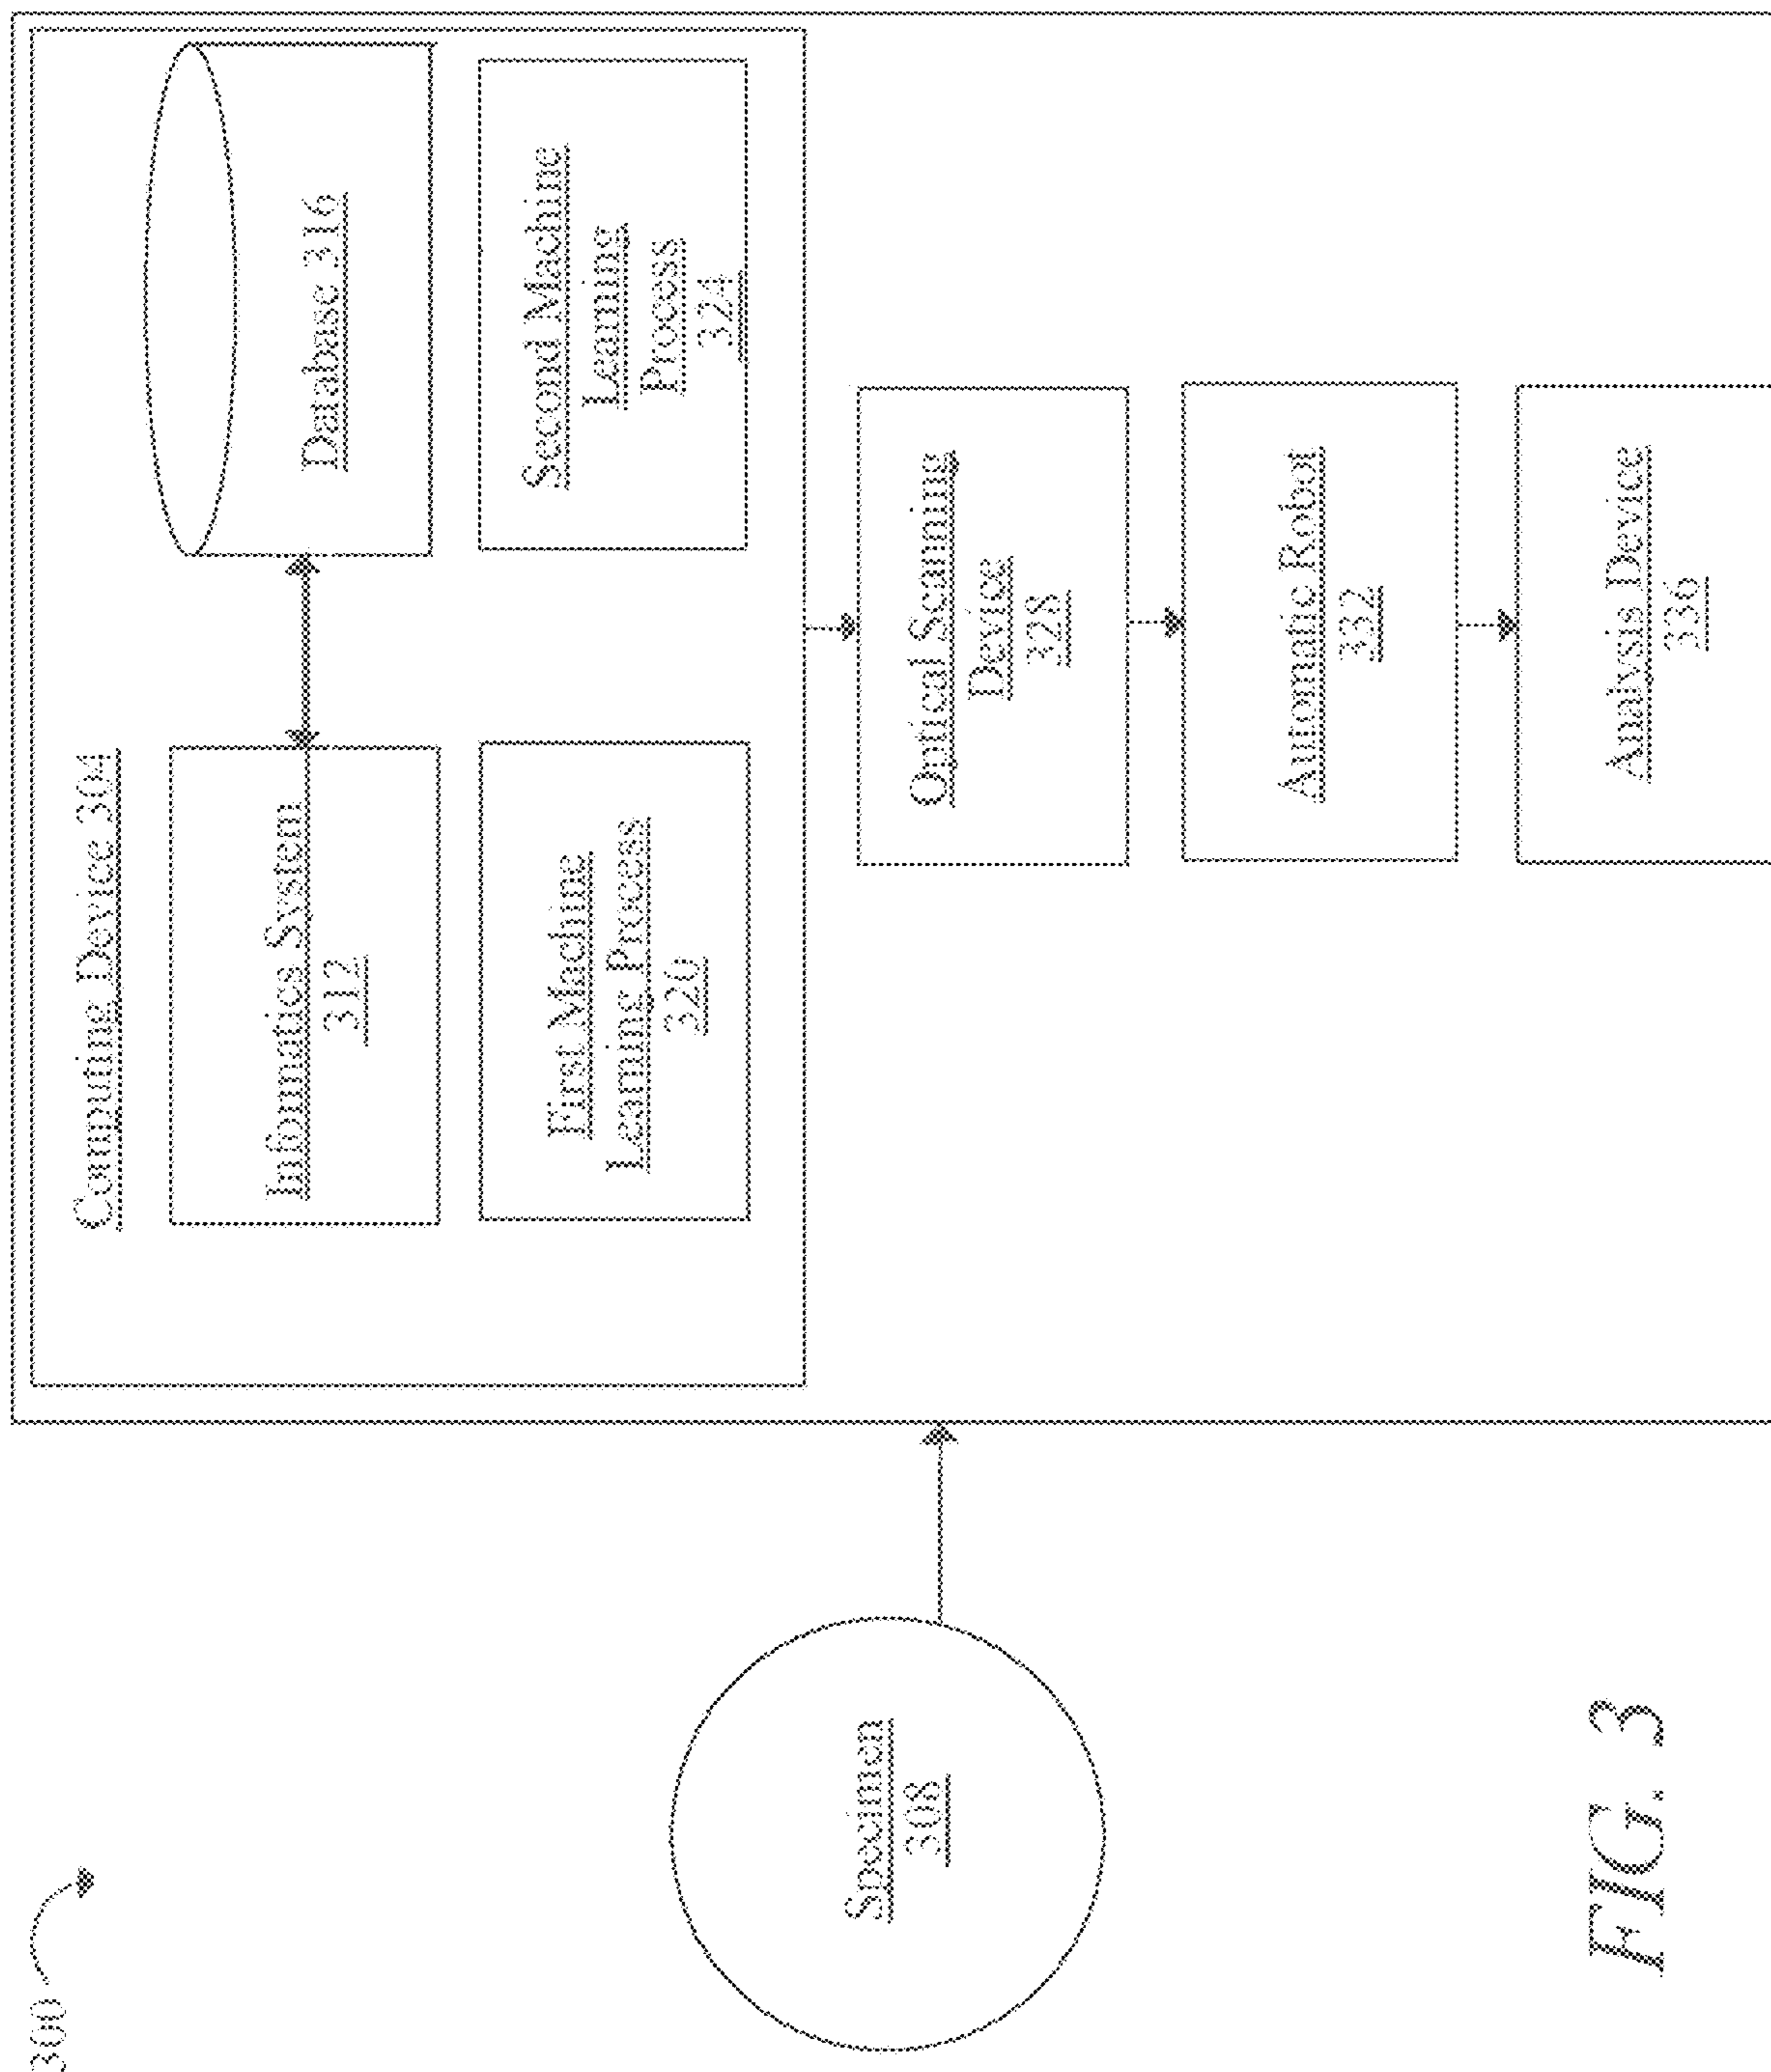 300
Computing Device 304
Informatics System
312
Database 316
First Machine
Learning Process
320
Second Machine
Learning
Process
324
Specimen
308
Optical Scanning
Device
328
Automatic Robot
332
Analysis Device
336
FIG. 3